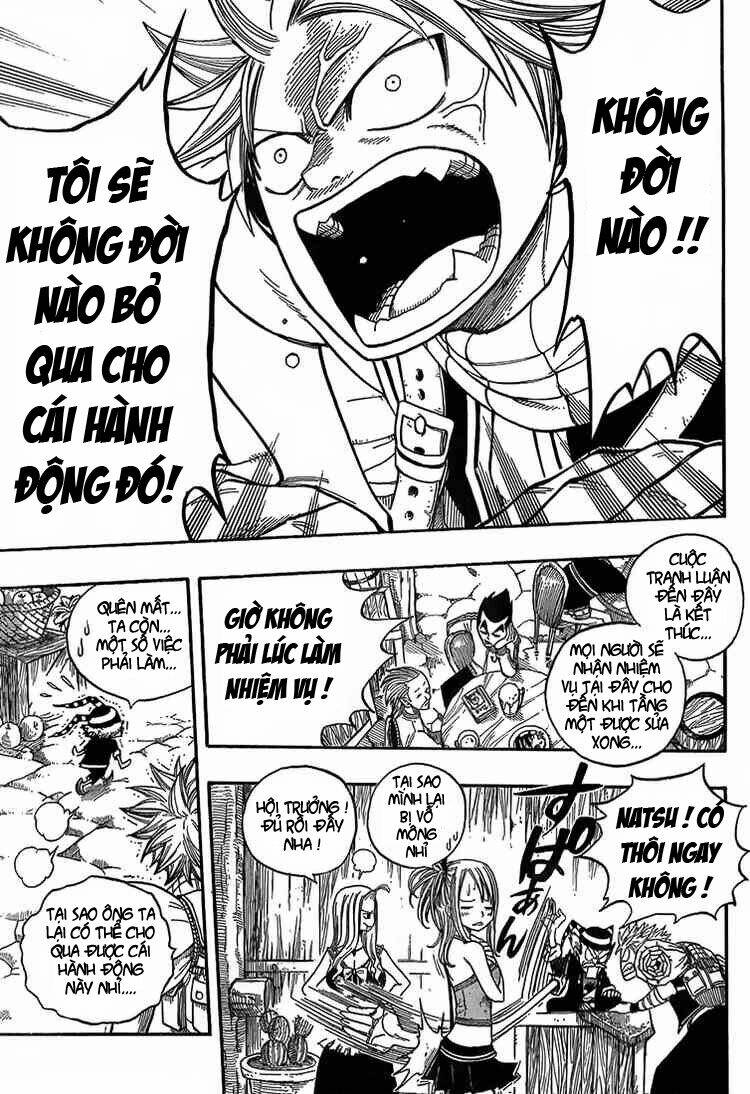 KHÔNG
ĐỜI
NÀO !!
TÔI SẼ
KHÔNG ĐỜI
NÀO BỎ
QUA CHO
CÁI HÀNH
ĐỘNG ĐÓ!
CUỘC
TRANH LUẬN
ĐẾN ĐÂY
LÀ KẾT
THÚC...
MỌI NGƯỜI SẼ
NHẬN NHIỆM
VỤ TẠI ĐÂY CHO
ĐẾN KHI TẦNG
MỘT ĐƯỢC SỬA
XONG...
GIỜ KHÔNG
PHẢI LÚC LÀM
NHIỆM VỤ !
QUÊN MẤT...
TA CÒN...
MỘT SỐ VIỆC
PHẢI LÀM...
NATSU ! CÓ
THÔI NGAY
KHÔNG !
TẠI SAO
MÌNH LẠI
BỊ VỖ
MÔNG
NHỈ
HỘI TRƯỞNG !
ĐỦ RỒI ĐẤY
NHA !
すぱぁん
TẠI SAO ÔNG TA
LẠI CÓ THỂ CHO
QUA ĐƯỢC CÁI
HÀNH ĐỘNG
NÀY NHỈ....